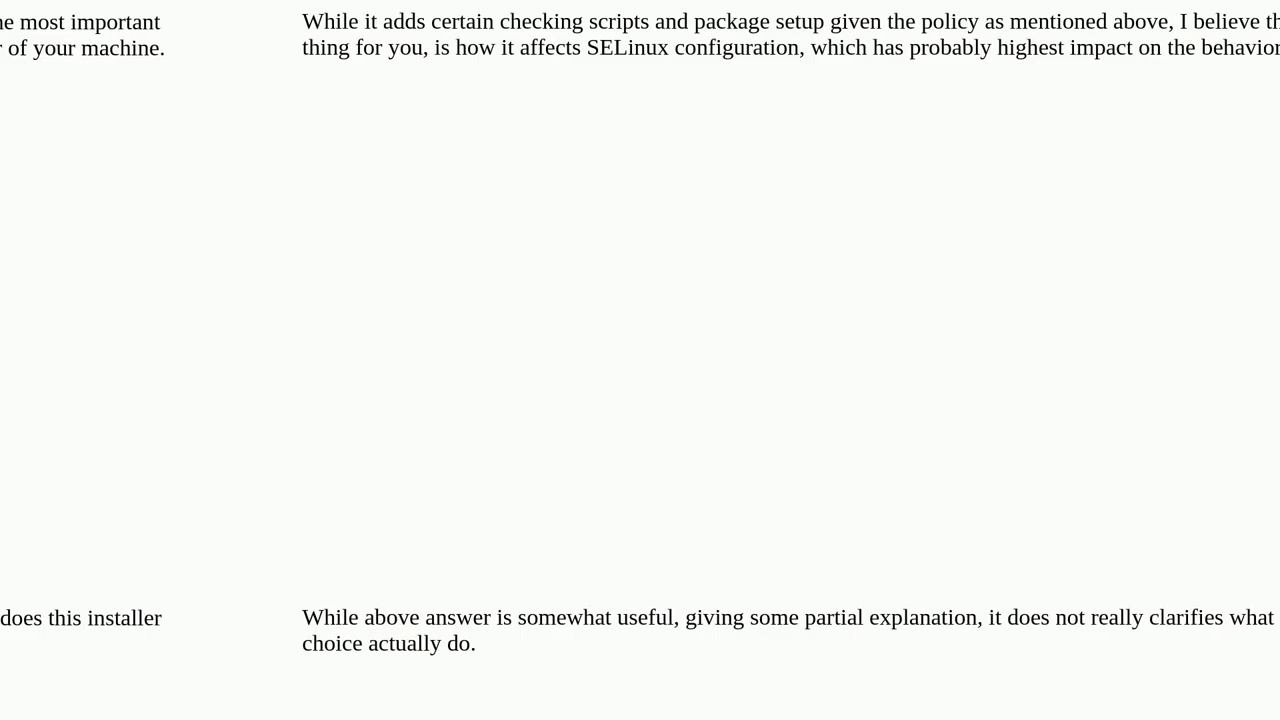 he most important
r of your machine.
While it adds certain checking scripts and package setup given the policy as mentioned above, I believe th
thing for you, is how it affects SELinux configuration, which has probably highest impact on the behavior
does this installer
While above answer is somewhat useful, giving some partial explanation, it does not really clarifies what
choice actually do.